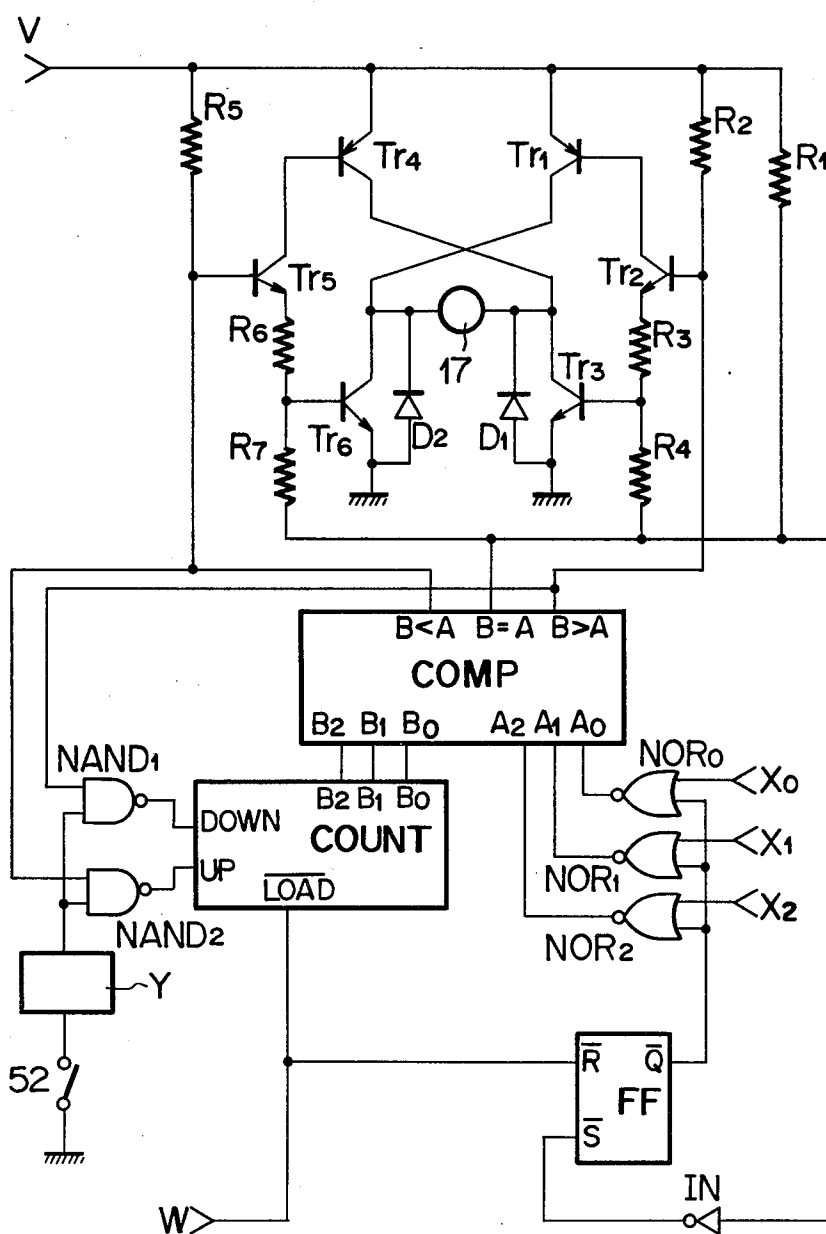 V
R5
R2
R1
Tr4
Tr1
Tr5
Tr2
R6
R3
17
Tr3
Tr6
D2
D1
R7
R4
B<A B=A B>A
COMP
B2 B1 B0 A2 A1 A0
NAND1
NOR0
X0
B2 B1 B0
DOWN
COUNT
X1
UP
NOR1
L̅O̅A̅D̅
X2
NAND2
NOR2
Y
R̅ Q̅
52
FF
S̅
IN
W